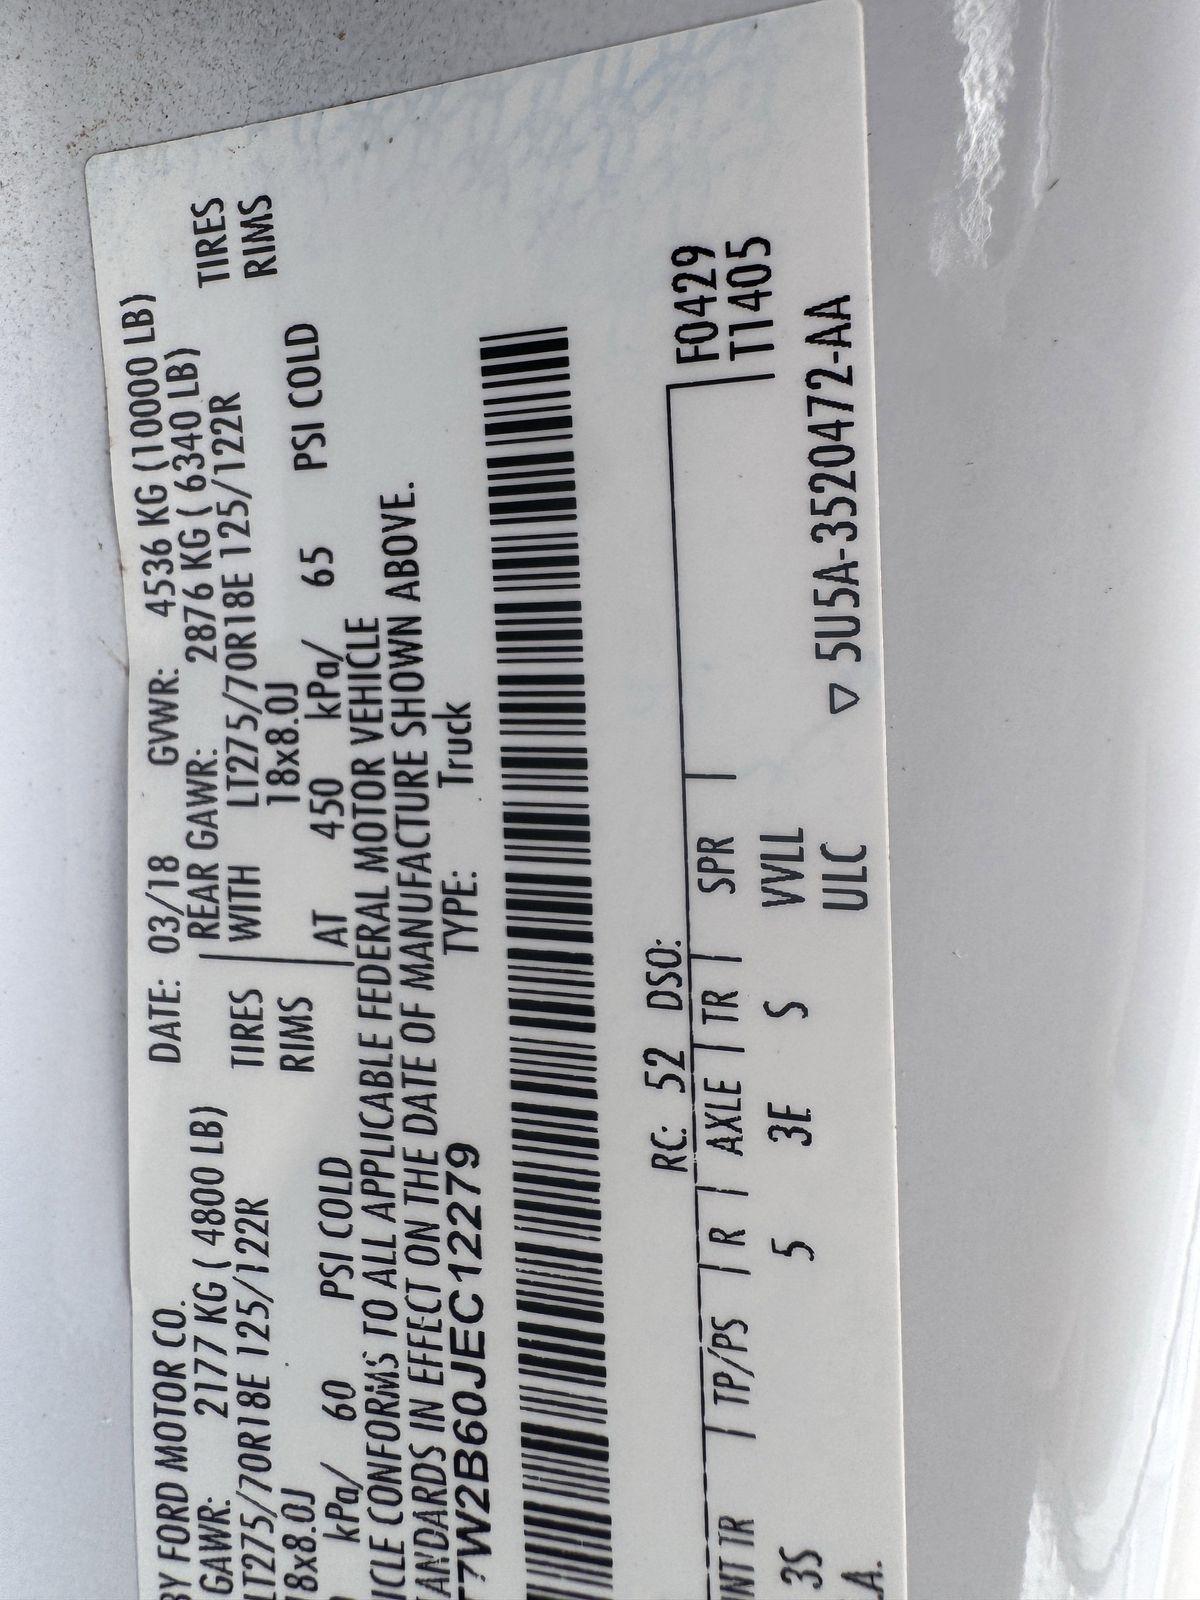 BY FORD MOTOR CO. DATE: 03/18 GVWR: 4536 KG (10000 LB)
GAWR: 2177 KG ( 4800 LB) REAR GAWR: 2876 KG ( 6340 LB)
LT275/70R18E 125/122R TIRES WITH LT275/70R18E 125/122R TIRES
18x8.0J RIMS 18x8.0J RIMS
kPa/ 60 PSI COLD AT 450 kPa/ 65 PSI COLD
ICLE CONFORMS TO ALL APPLICABLE FEDERAL MOTOR VEHICLE
ANDARDS IN EFFECT ON THE DATE OF MANUFACTURE SHOWN ABOVE.
T7W2B60JEC12279 TYPE: Truck
RC: 52 DSO:
INT TR TP/PS R AXLE TR SPR F0429
3S 5 3E S VVLL T1405
.A. ULC ▽ 5U5A-3520472-AA